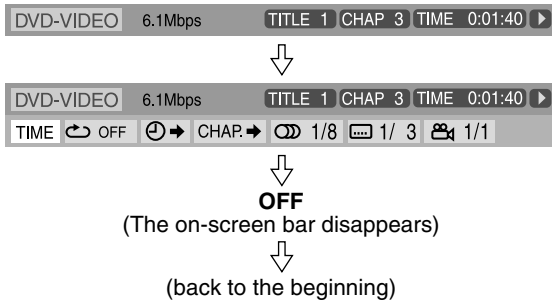 DVD-VIDEO 6.1Mbps TITLE 1 CHAP 3 TIME 0:01:40
DVD-VIDEO 6.1Mbps TITLE 1 CHAP 3 TIME 0:01:40
TIME OFF CHAP. 1/8 1/ 3 1/1
OFF
(The on-screen bar disappears)
(back to the beginning)